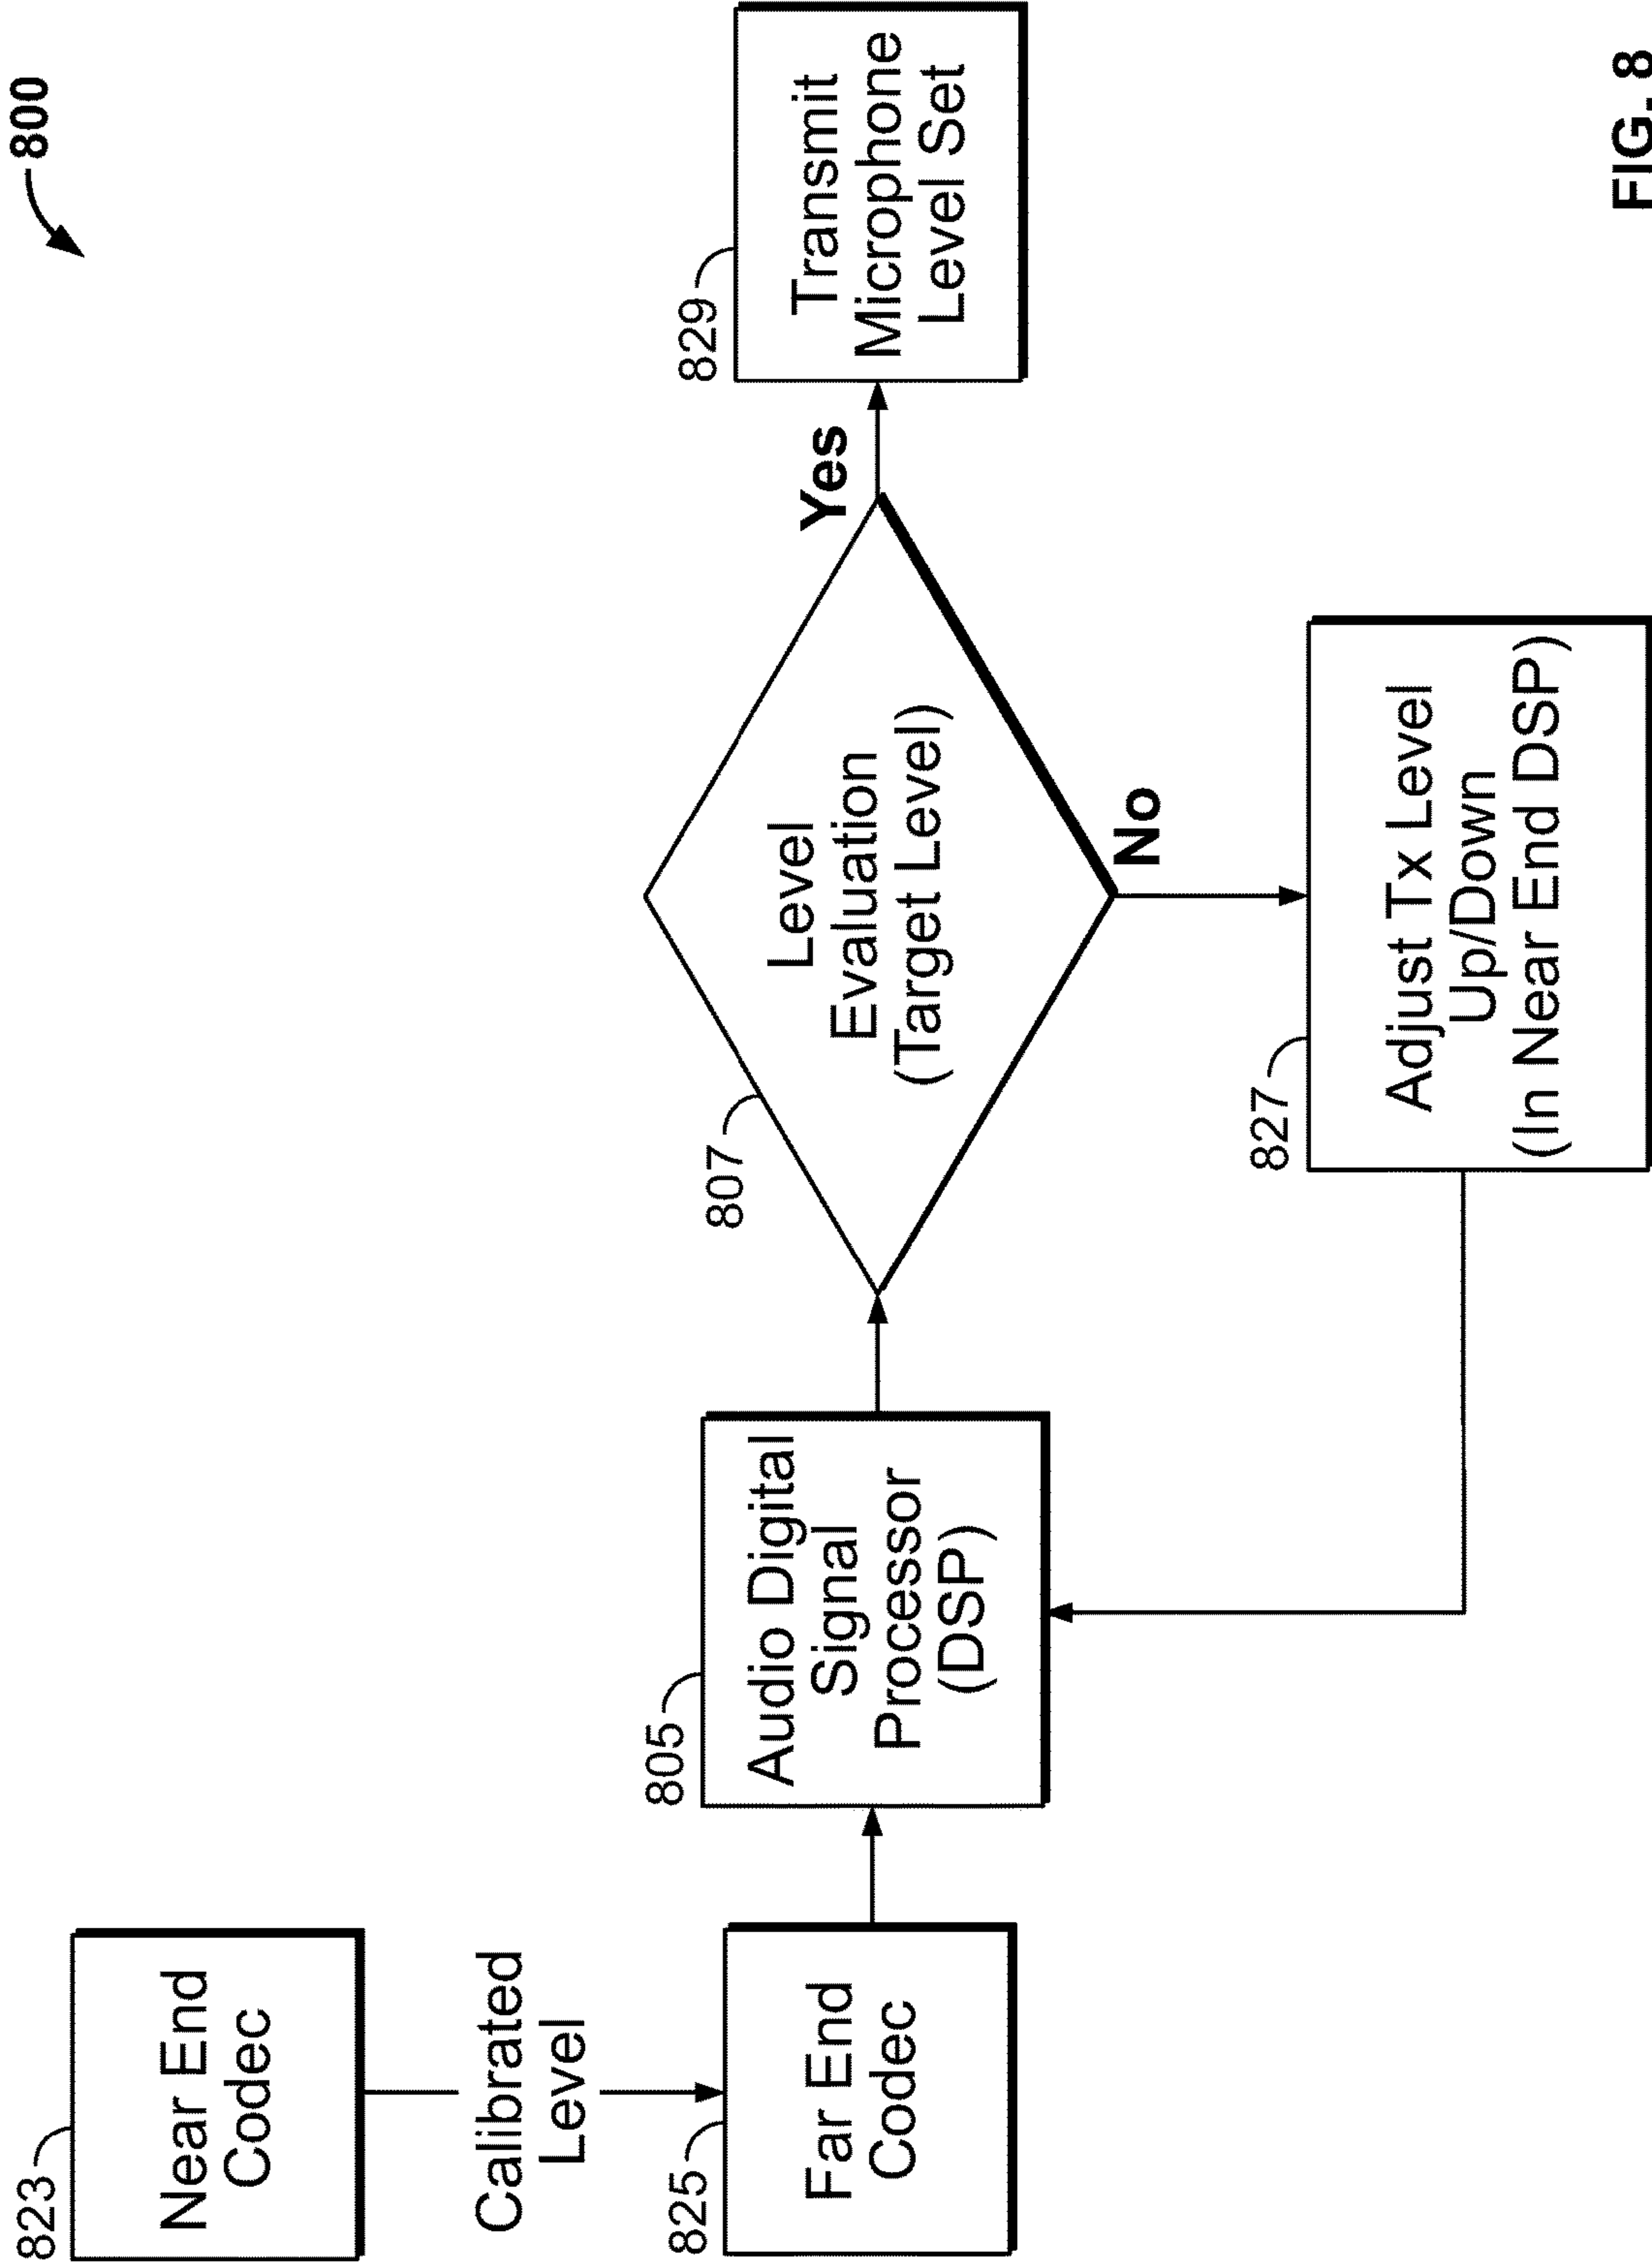 800
823
Near End
Codec
Calibrated
Level
825
Far End
Codec
805
Audio Digital
Signal
Processor
(DSP)
807
Level
Evaluation
(Target Level)
Yes
829
Transmit
Microphone
Level Set
No
827
Adjust Tx Level
Up/Down
(In Near End DSP)
FIG. 8